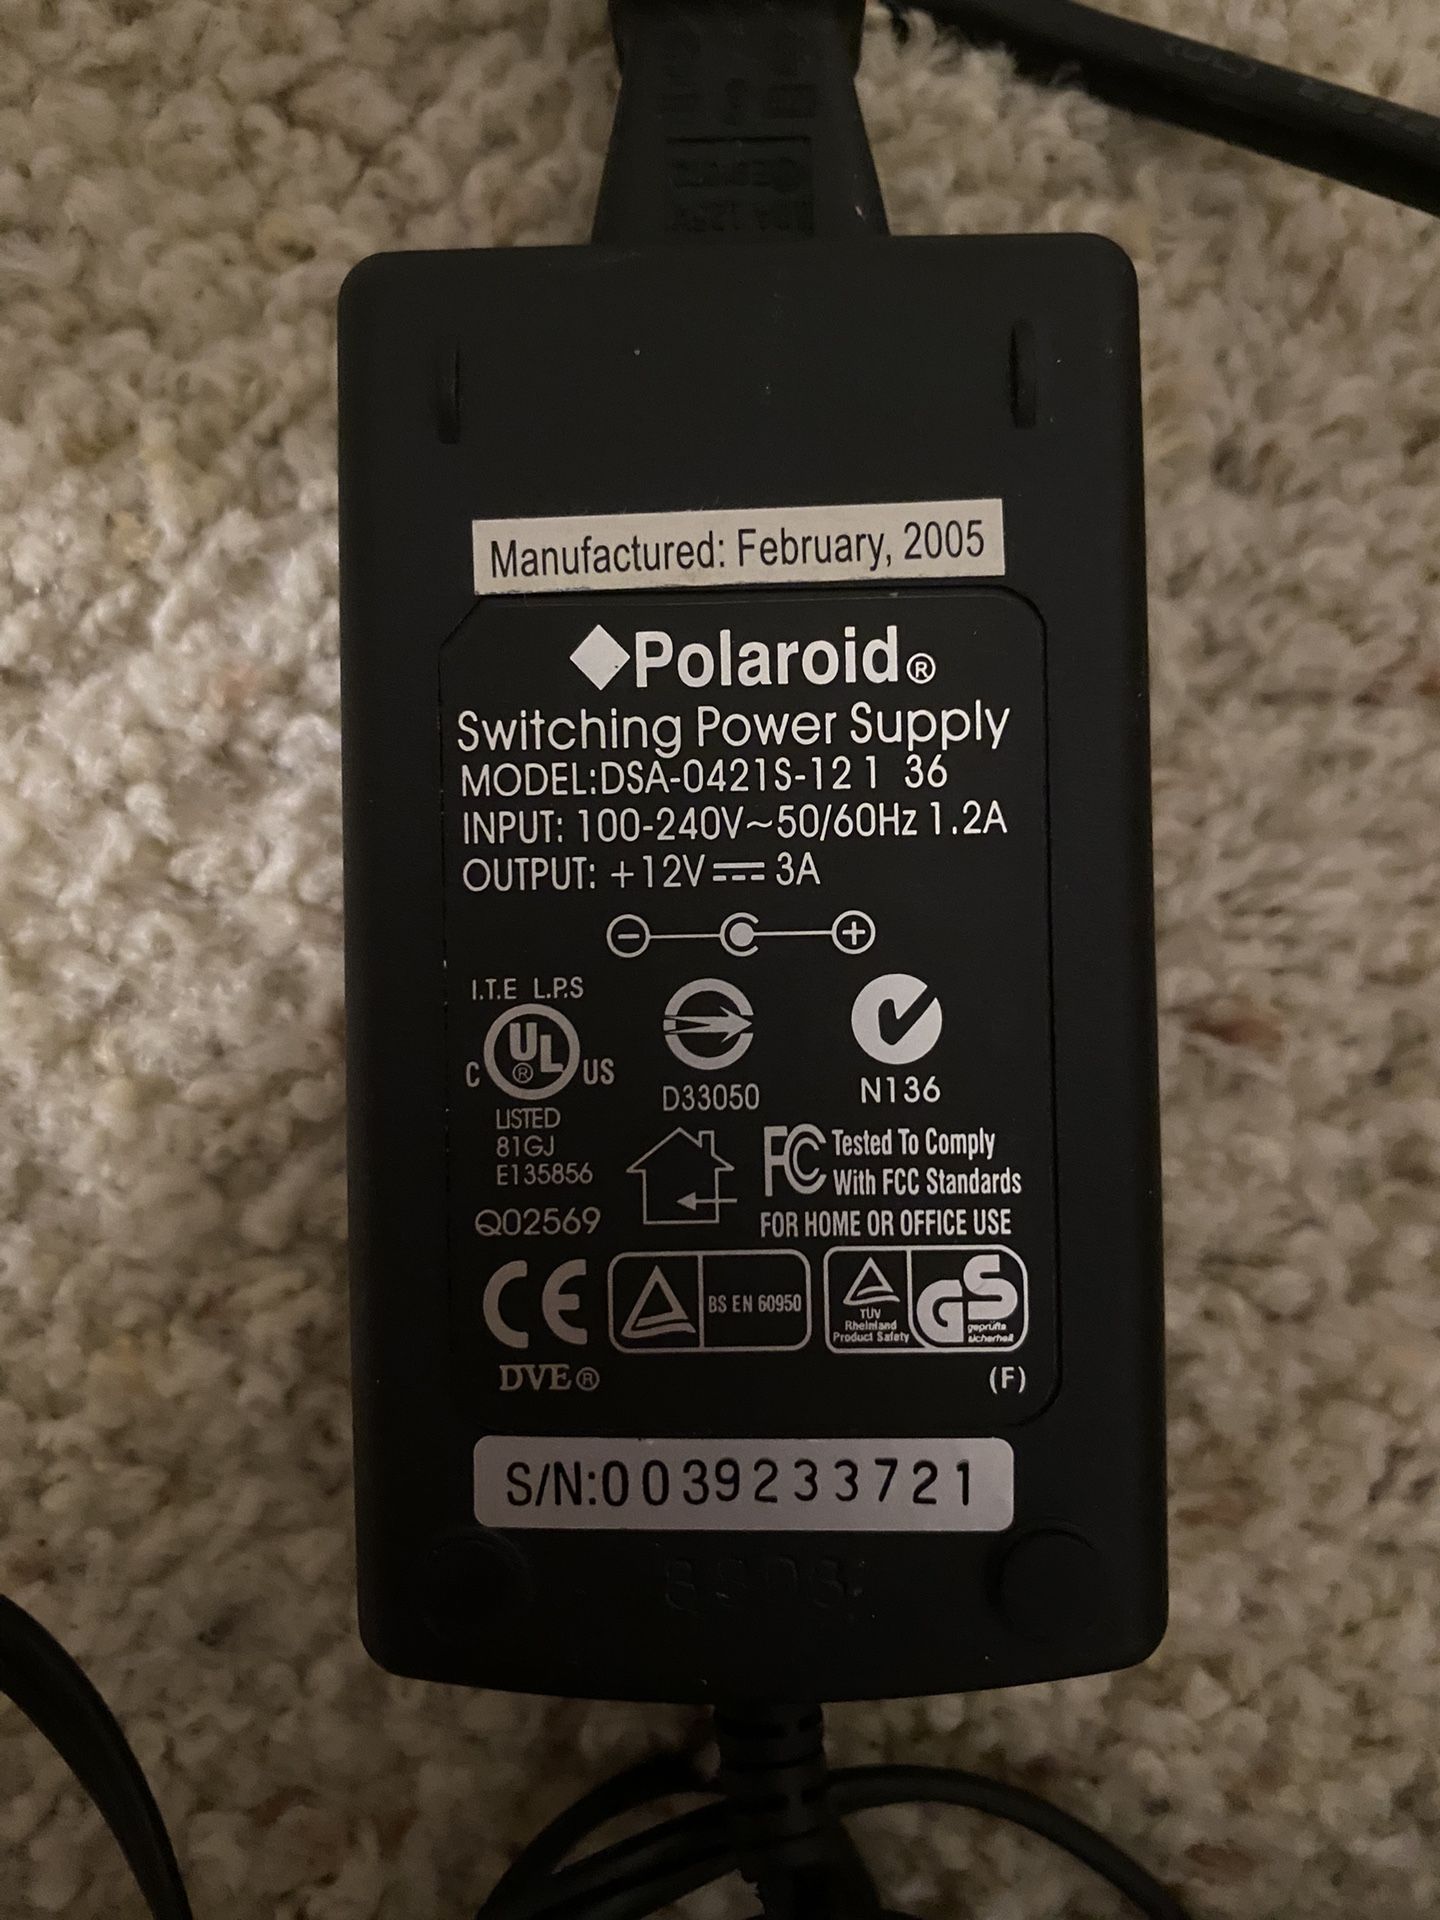 Manufactured: February, 2005
Polaroid®
Switching Power Supply
MODEL:DSA-0421S-12 1 36
INPUT: 100-240V~50/60Hz 1.2A
OUTPUT: +12V⎓ 3A
I.T.E L.P.S
C UL® US
LISTED
81GJ
E135856
D33050
N136
FC Tested To Comply
With FCC Standards
FOR HOME OR OFFICE USE
Q02569
CE
BS EN 60950
TÜV
Rheinland
Product Safety
GS
geprüfte
sicherheit
DVE®
(F)
S/N:0039233721